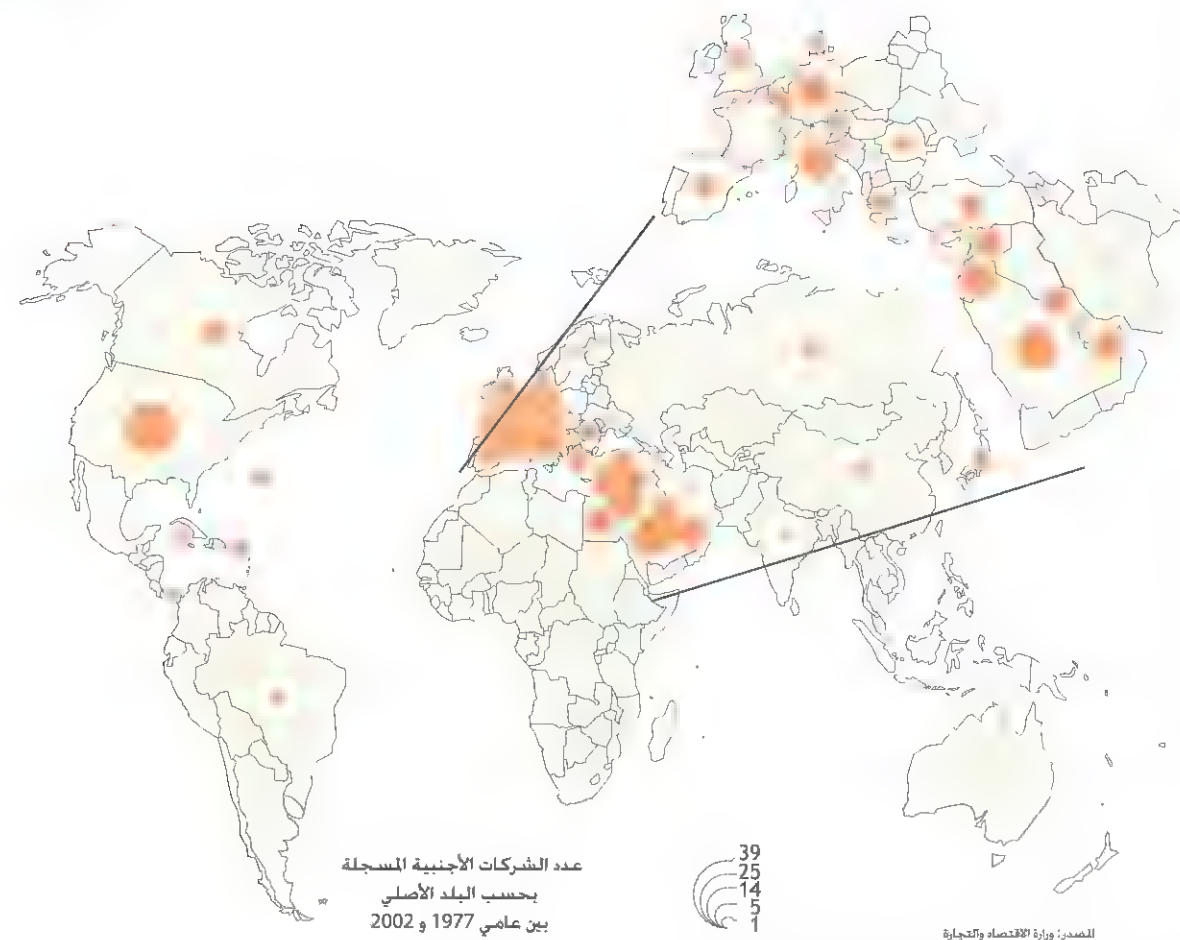 عدد الشركات الأجنبية المسجلة
بحسب البلد الأصلي
بين عامي 1977 و 2002
39
25
14
5
1
المصدر: وزارة الاقتصاد والتجارة